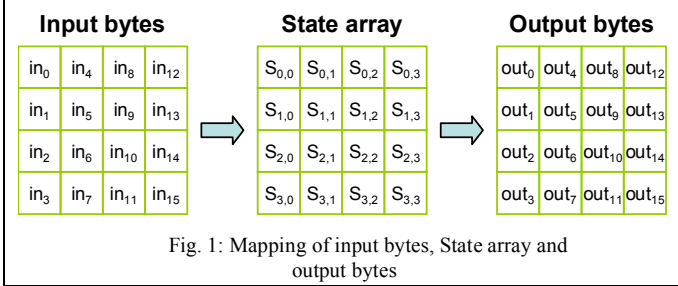 Input bytes State array Output bytes
in0 in4 in8 in12 S0,0 S0,1 S0,2 S0,3 out0 out4 out8 out12
in1 in5 in9 in13 S1,0 S1,1 S1,2 S1,3 out1 out5 out9 out13
in2 in6 in10 in14 S2,0 S2,1 S2,2 S2,3 out2 out6 out10 out14
in3 in7 in11 in15 S3,0 S3,1 S3,2 S3,3 out3 out7 out11 out15
Fig. 1: Mapping of input bytes, State array and
output bytes